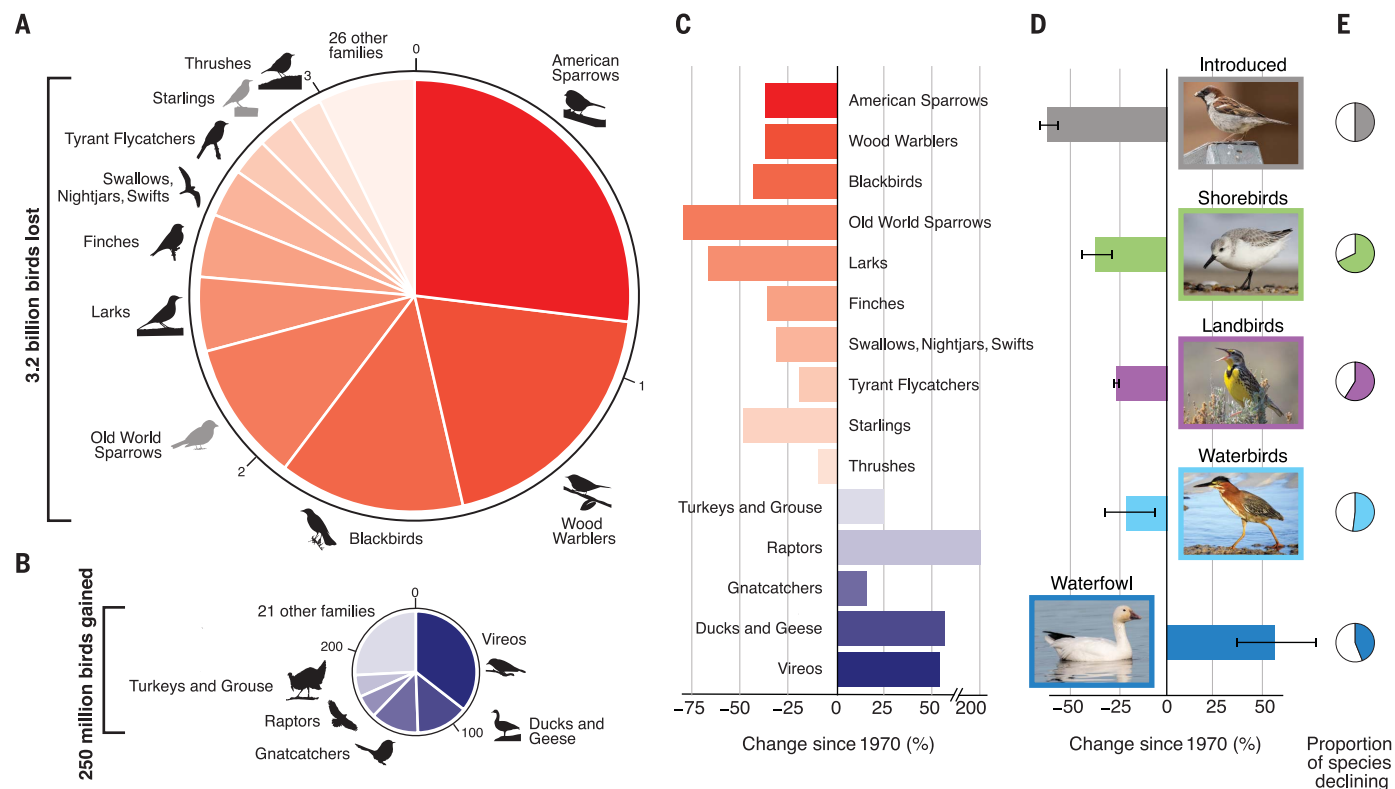 A
3.2 billion birds lost
0
1
2
3
26 other
families
American
Sparrows
Wood
Warblers
Blackbirds
Old World
Sparrows
Larks
Finches
Swallows,
Nightjars, Swifts
Tyrant Flycatchers
Starlings
Thrushes
B
250 million birds gained
0
100
200
21 other families
Vireos
Ducks and
Geese
Gnatcatchers
Raptors
Turkeys and Grouse
C
American Sparrows
Wood Warblers
Blackbirds
Old World Sparrows
Larks
Finches
Swallows, Nightjars, Swifts
Tyrant Flycatchers
Starlings
Thrushes
Turkeys and Grouse
Raptors
Gnatcatchers
Ducks and Geese
Vireos
−75 −50 −25 0 25 50 200
Change since 1970 (%)
D
Introduced
Shorebirds
Landbirds
Waterbirds
Waterfowl
−50 −25 0 25 50
Change since 1970 (%)
E
Proportion
of species
declining